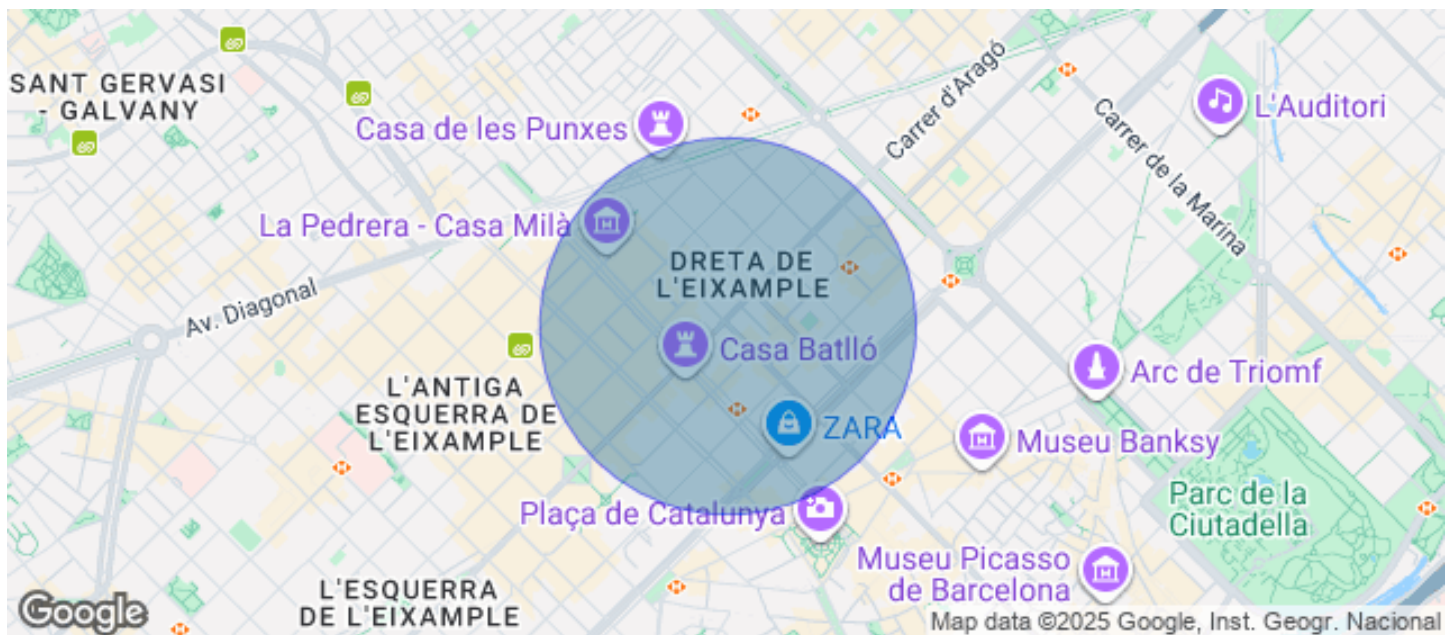 SANT GERVASI
- GALVANY
Casa de les Punxes
Carrer d'Aragó
L'Auditori
Carrer de la Marina
La Pedrera - Casa Milà
DRETA DE
L'EIXAMPLE
Av. Diagonal
Casa Batlló
L'ANTIGA
ESQUERRA DE
L'EIXAMPLE
Arc de Triomf
ZARA
Museu Banksy
Plaça de Catalunya
Parc de la
Ciutadella
Museu Picasso
de Barcelona
L'ESQUERRA
DE L'EIXAMPLE
Google
Map data ©2025 Google, Inst. Geogr. Nacional